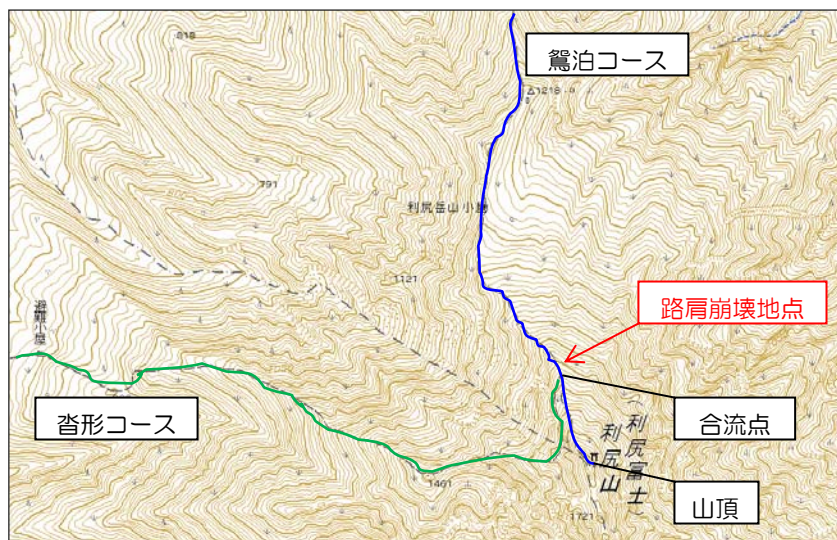 818
鴛泊コース
1218
791
利尻岳山小屋
1121
路肩崩壊地点
避難小屋
沓形コース
合流点
(利尻富士)
利尻山
1461
山頂
1721